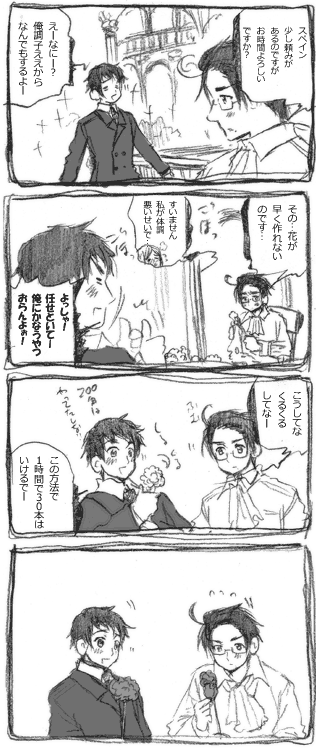 スペイン
少し頼みが
あるのですが
お時間よろしい
ですか?
えーなにー?
俺調子ええから
なんでもするよー
その…花が
早く作れない
のです…
すいません
私が体調
悪いせいで…
よっしゃ!
任せといてー
俺にかなうやつ
おらんよぉ!
こうしてな
くるくる
してなー
この方法で
1時間で30本は
いけるでー